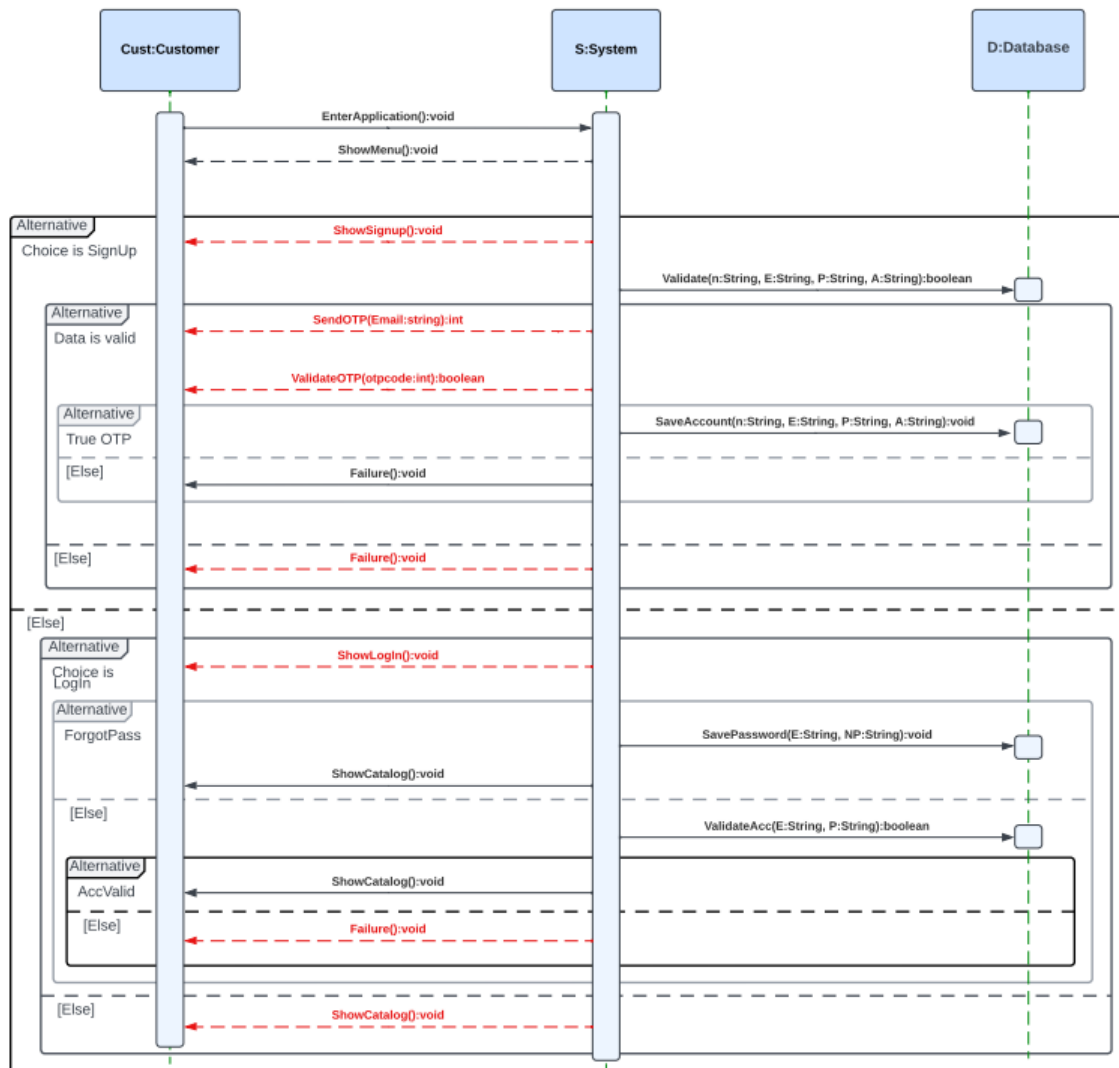 Cust:Customer
S:System
D:Database
EnterApplication():void
ShowMenu():void
Alternative
ShowSignup():void
Choice is SignUp
Validate(n:String, E:String, P:String, A:String):boolean
Alternative
SendOTP(Email:string):int
Data is valid
ValidateOTP(otpcode:int):boolean
Alternative
SaveAccount(n:String, E:String, P:String, A:String):void
True OTP
[Else]
Failure():void
[Else]
Failure():void
[Else]
Alternative
ShowLogIn():void
Choice is
LogIn
Alternative
ForgotPass
SavePassword(E:String, NP:String):void
ShowCatalog():void
[Else]
ValidateAcc(E:String, P:String):boolean
Alternative
ShowCatalog():void
AccValid
[Else]
Failure():void
[Else]
ShowCatalog():void